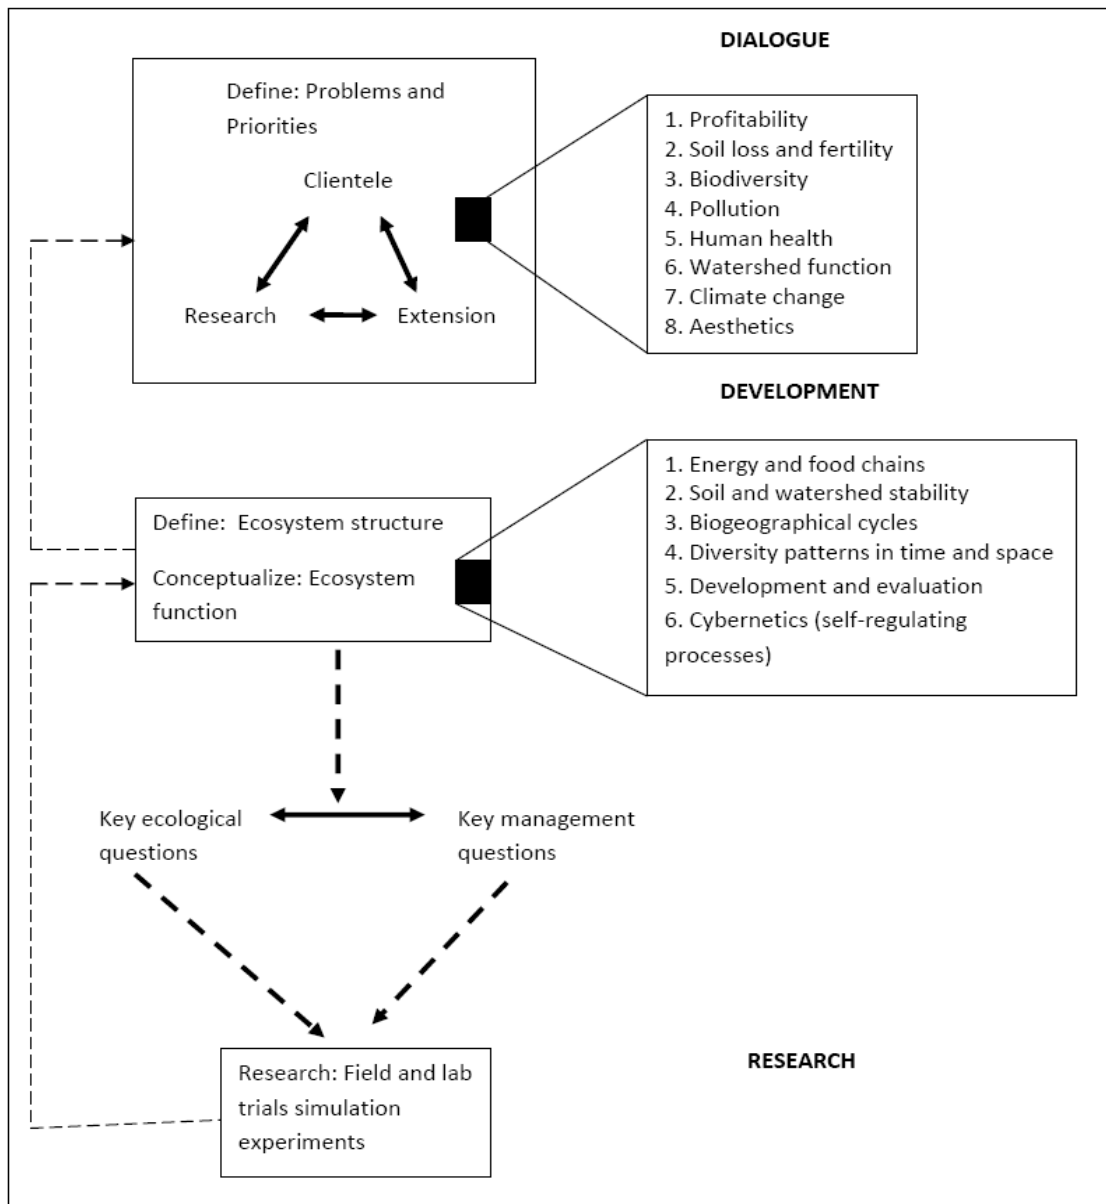 DIALOGUE
Define: Problems and
Priorities
Clientele
Research
Extension
1. Profitability
2. Soil loss and fertility
3. Biodiversity
4. Pollution
5. Human health
6. Watershed function
7. Climate change
8. Aesthetics
DEVELOPMENT
Define: Ecosystem structure
Conceptualize: Ecosystem
function
1. Energy and food chains
2. Soil and watershed stability
3. Biogeographical cycles
4. Diversity patterns in time and space
5. Development and evaluation
6. Cybernetics (self-regulating
processes)
Key ecological
questions
Key management
questions
RESEARCH
Research: Field and lab
trials simulation
experiments